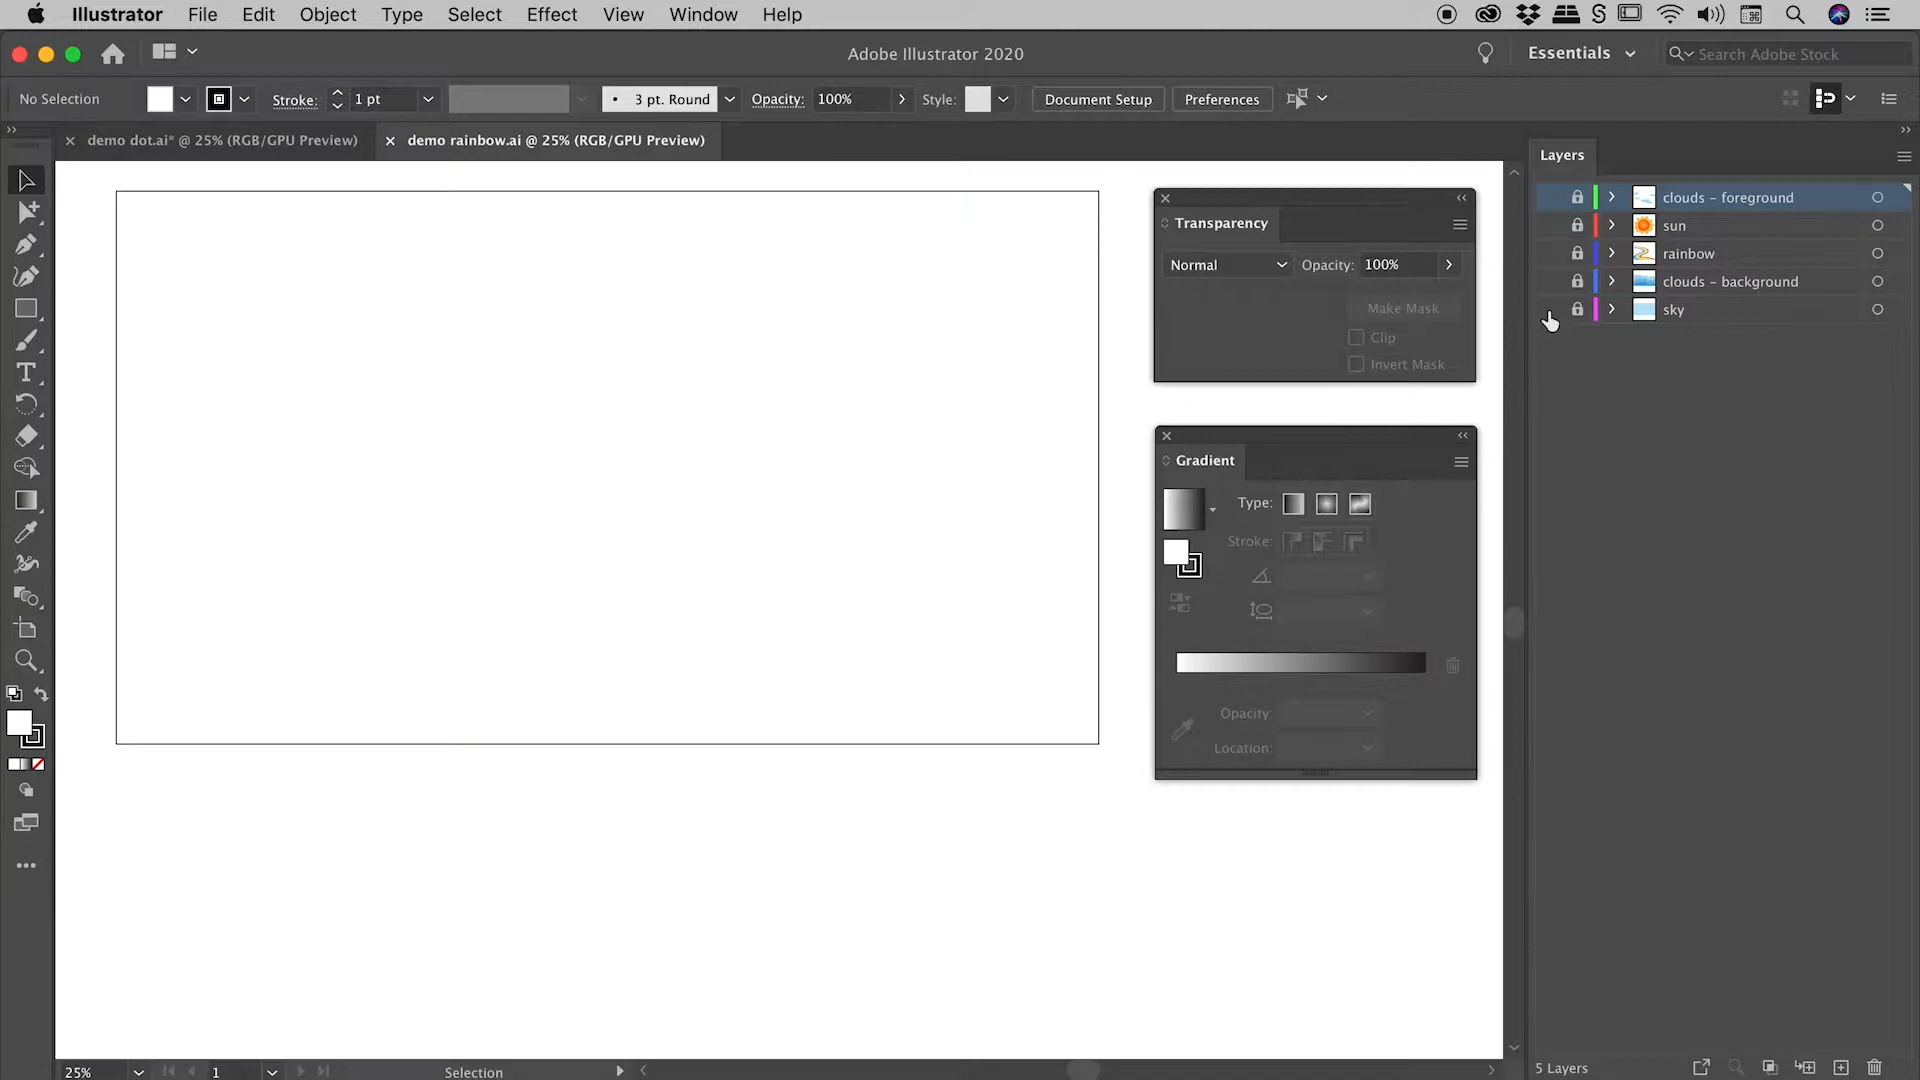 Illustrator File Edit Object Type Select Effect View Window Help
Adobe Illustrator 2020
Essentials
Search Adobe Stock
No Selection Stroke: 1 pt 3 pt. Round Opacity: 100% Style: Document Setup Preferences
demo dot.ai* @ 25% (RGB/GPU Preview) demo rainbow.ai @ 25% (RGB/GPU Preview)
Layers
clouds - foreground
sun
rainbow
clouds - background
sky
Transparency
Normal Opacity: 100%
Make Mask
Clip
Invert Mask
Gradient
Type:
Stroke:
Opacity:
Location:
25% 1 Selection
5 Layers